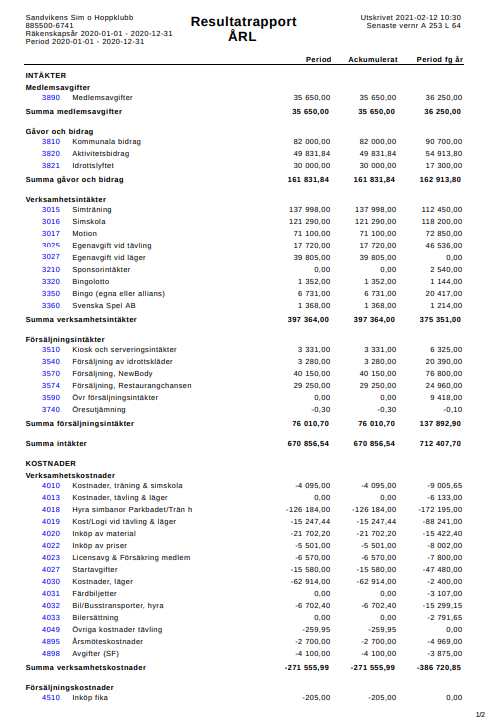 Sandvikens Sim o Hoppklubb
885500-6741
Räkenskapsår 2020-01-01 - 2020-12-31
Period 2020-01-01 - 2020-12-31
Resultatrapport
ÅRL
Utskrivet 2021-02-12 10:30
Senaste vernr A 253 L 64
Period Ackumulerat Period fg år
INTÄKTER
Medlemsavgifter
3890 Medlemsavgifter 35 650,00 35 650,00 36 250,00
Summa medlemsavgifter 35 650,00 35 650,00 36 250,00
Gåvor och bidrag
3810 Kommunala bidrag 82 000,00 82 000,00 90 700,00
3820 Aktivitetsbidrag 49 831,84 49 831,84 54 913,80
3821 Idrottslyftet 30 000,00 30 000,00 17 300,00
Summa gåvor och bidrag 161 831,84 161 831,84 162 913,80
Verksamhetsintäkter
3015 Simträning 137 998,00 137 998,00 112 450,00
3016 Simskola 121 290,00 121 290,00 118 200,00
3017 Motion 71 100,00 71 100,00 72 850,00
3025 Egenavgift vid tävling 17 720,00 17 720,00 46 536,00
3027 Egenavgift vid läger 39 805,00 39 805,00 0,00
3210 Sponsorintäkter 0,00 0,00 2 540,00
3320 Bingolotto 1 352,00 1 352,00 1 144,00
3350 Bingo (egna eller allians) 6 731,00 6 731,00 20 417,00
3360 Svenska Spel AB 1 368,00 1 368,00 1 214,00
Summa verksamhetsintäkter 397 364,00 397 364,00 375 351,00
Försäljningsintäkter
3510 Kiosk och serveringsintäkter 3 331,00 3 331,00 6 325,00
3540 Försäljning av idrottskläder 3 280,00 3 280,00 20 390,00
3570 Försäljning, NewBody 40 150,00 40 150,00 76 800,00
3574 Försäljning, Restaurangchansen 29 250,00 29 250,00 24 960,00
3590 Övr försäljningsintäkter 0,00 0,00 9 418,00
3740 Öresutjämning -0,30 -0,30 -0,10
Summa försäljningsintäkter 76 010,70 76 010,70 137 892,90
Summa intäkter 670 856,54 670 856,54 712 407,70
KOSTNADER
Verksamhetskostnader
4010 Kostnader, träning & simskola -4 095,00 -4 095,00 -9 005,65
4013 Kostnader, tävling & läger 0,00 0,00 -6 133,00
4018 Hyra simbanor Parkbadet/Trän h -126 184,00 -126 184,00 -172 195,00
4019 Kost/Logi vid tävling & läger -15 247,44 -15 247,44 -88 241,00
4020 Inköp av material -21 702,20 -21 702,20 -15 422,40
4022 Inköp av priser -5 501,00 -5 501,00 -8 002,00
4023 Licensavg & Försäkring medlem -6 570,00 -6 570,00 -7 800,00
4027 Startavgifter -15 580,00 -15 580,00 -47 480,00
4030 Kostnader, läger -62 914,00 -62 914,00 -2 400,00
4031 Färdbiljetter 0,00 0,00 -3 107,00
4032 Bil/Busstransporter, hyra -6 702,40 -6 702,40 -15 299,15
4033 Bilersättning 0,00 0,00 -2 791,65
4049 Övriga kostnader tävling -259,95 -259,95 0,00
4895 Årsmöteskostnader -2 700,00 -2 700,00 -4 969,00
4898 Avgifter (SF) -4 100,00 -4 100,00 -3 875,00
Summa verksamhetskostnader -271 555,99 -271 555,99 -386 720,85
Försäljningskostnader
4510 Inköp fika -205,00 -205,00 0,00
1/2